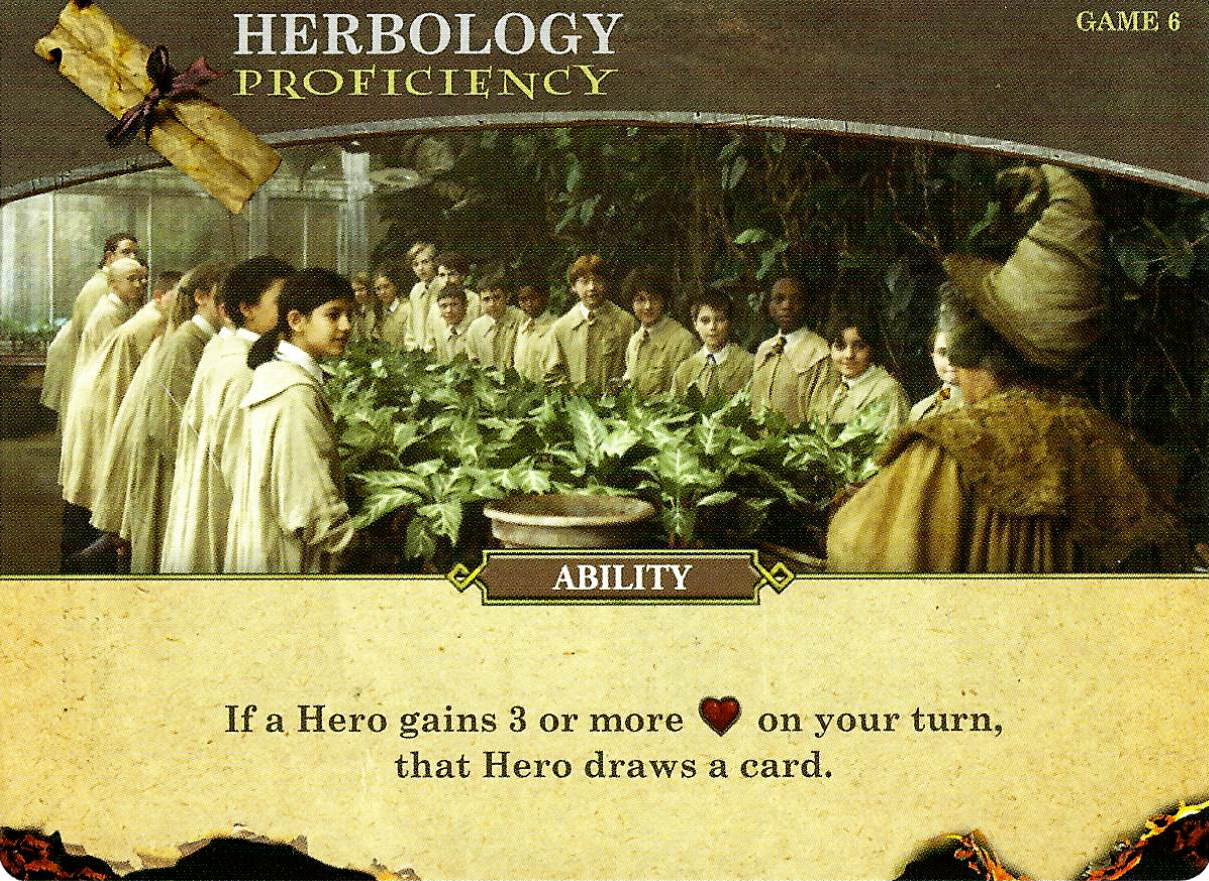 HERBOLOGY
PROFICIENCY
GAME 6
ABILITY
If a Hero gains 3 or more ❤ on your turn,
that Hero draws a card.